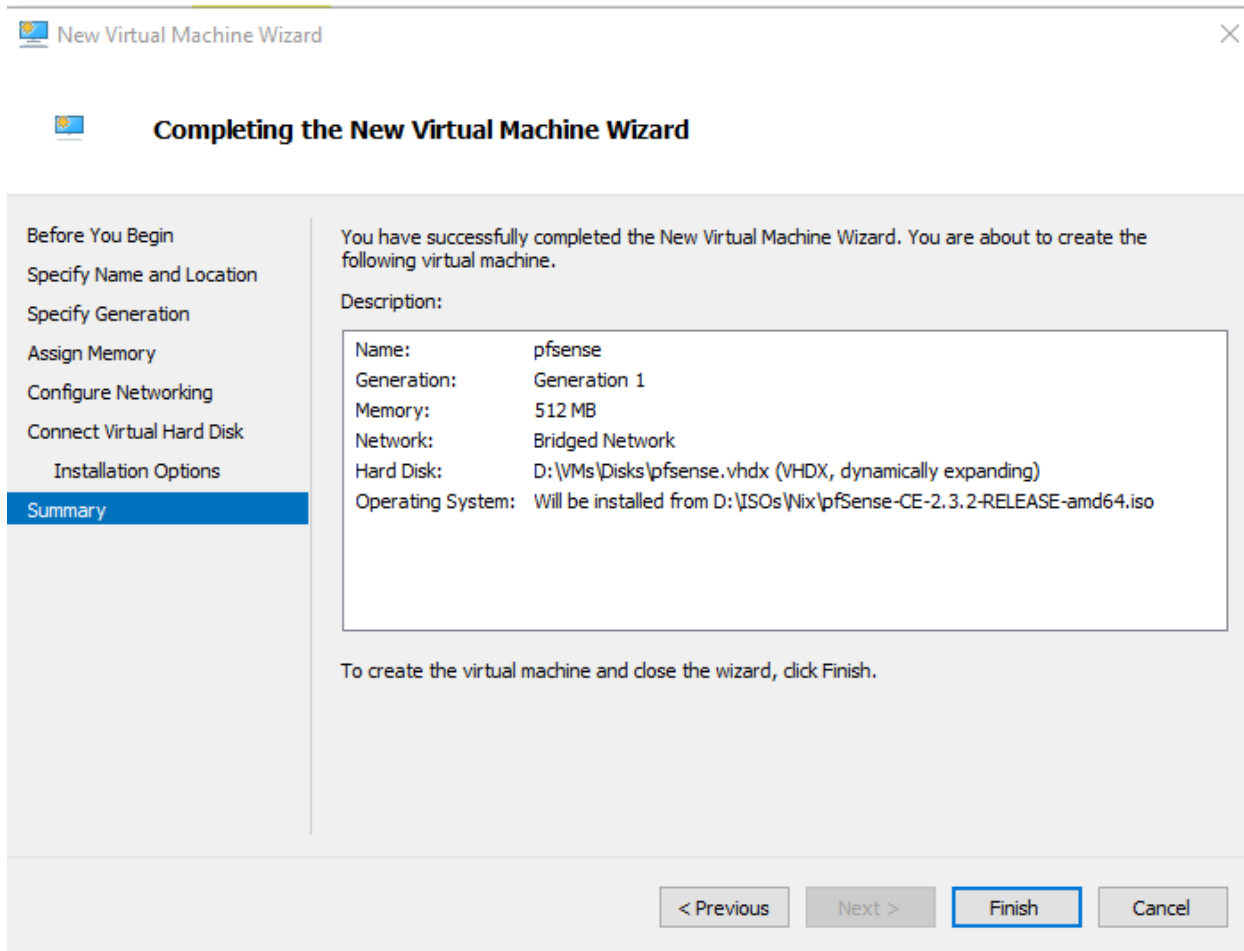 New Virtual Machine Wizard
Completing the New Virtual Machine Wizard
Before You Begin
Specify Name and Location
Specify Generation
Assign Memory
Configure Networking
Connect Virtual Hard Disk
Installation Options
Summary
You have successfully completed the New Virtual Machine Wizard. You are about to create the
following virtual machine.
Description:
Name: pfsense
Generation: Generation 1
Memory: 512 MB
Network: Bridged Network
Hard Disk: D:\VMs\Disks\pfsense.vhdx (VHDX, dynamically expanding)
Operating System: Will be installed from D:\ISOs\Nix\pfSense-CE-2.3.2-RELEASE-amd64.iso
To create the virtual machine and close the wizard, click Finish.
< Previous Next > Finish Cancel